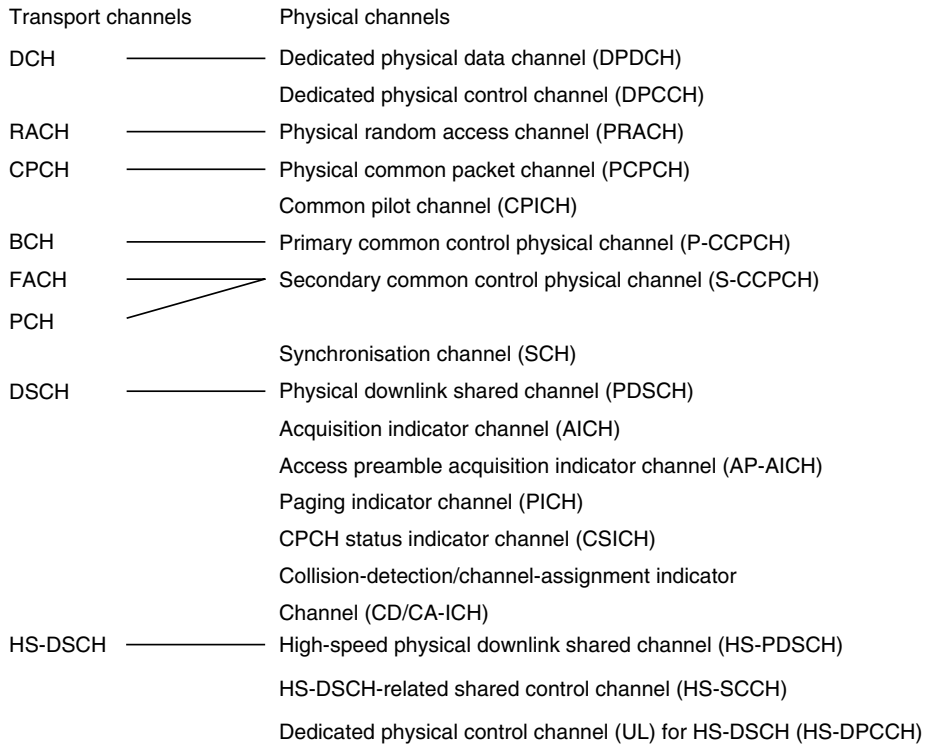 Transport channels Physical channels
DCH Dedicated physical data channel (DPDCH)
Dedicated physical control channel (DPCCH)
RACH Physical random access channel (PRACH)
CPCH Physical common packet channel (PCPCH)
Common pilot channel (CPICH)
BCH Primary common control physical channel (P-CCPCH)
FACH Secondary common control physical channel (S-CCPCH)
PCH
Synchronisation channel (SCH)
DSCH Physical downlink shared channel (PDSCH)
Acquisition indicator channel (AICH)
Access preamble acquisition indicator channel (AP-AICH)
Paging indicator channel (PICH)
CPCH status indicator channel (CSICH)
Collision-detection/channel-assignment indicator
Channel (CD/CA-ICH)
HS-DSCH High-speed physical downlink shared channel (HS-PDSCH)
HS-DSCH-related shared control channel (HS-SCCH)
Dedicated physical control channel (UL) for HS-DSCH (HS-DPCCH)